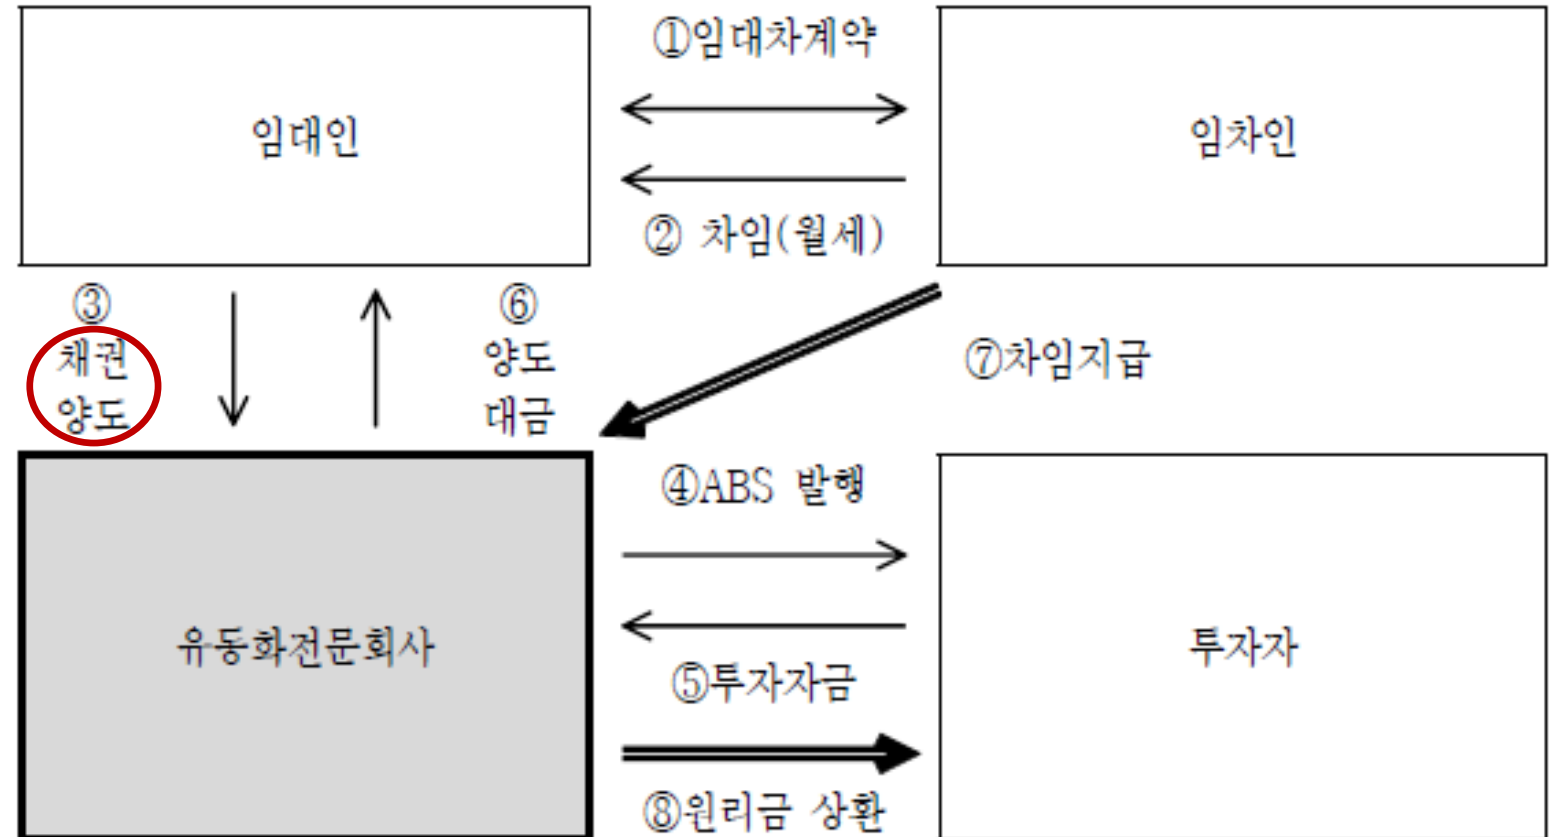 ①임대차계약
임대인
임차인
② 차임(월세)
③
채권
양도
⑥
양도
대금
⑦차임지급
④ABS 발행
유동화전문회사
투자자
⑤투자자금
⑧원리금 상환